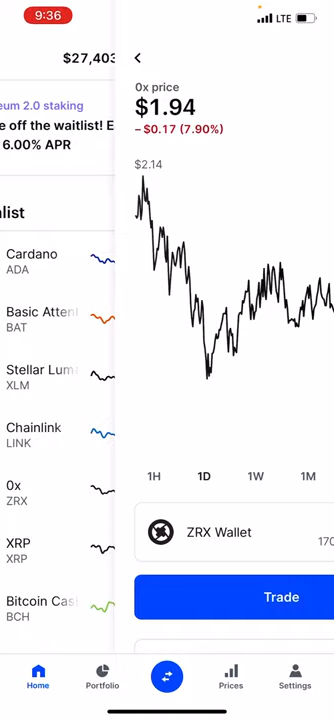 9:36
LTE
$27,403
eum 2.0 staking
e off the waitlist! E
6.00% APR
list
Cardano
ADA
Basic Atten
BAT
Stellar Lum
XLM
Chainlink
LINK
0x
ZRX
XRP
XRP
Bitcoin Cas
BCH
0x price
$1.94
– $0.17 (7.90%)
$2.14
1H 1D 1W 1M
ZRX Wallet
170
Trade
Home Portfolio Prices Settings